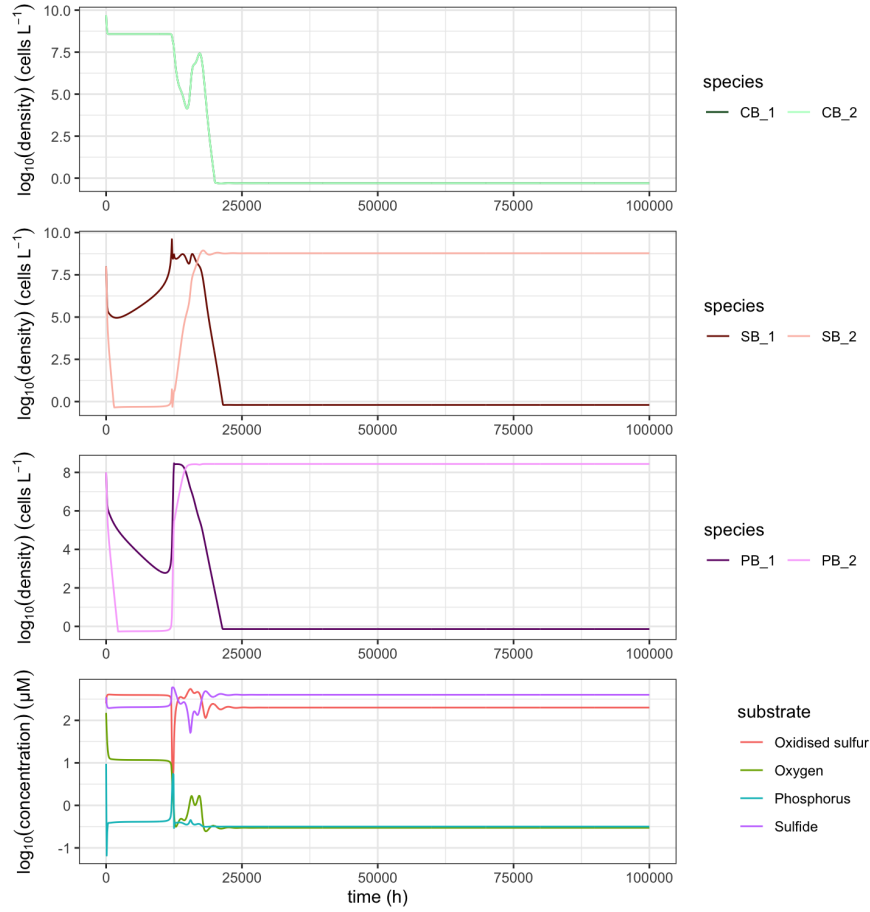 log₁₀(density) (cells L⁻¹)
10.0
7.5
5.0
2.5
0.0
0 25000 50000 75000 100000
species
CB_1 CB_2
log₁₀(density) (cells L⁻¹)
10.0
7.5
5.0
2.5
0.0
0 25000 50000 75000 100000
species
SB_1 SB_2
log₁₀(density) (cells L⁻¹)
8
6
4
2
0
0 25000 50000 75000 100000
species
PB_1 PB_2
log₁₀(concentration) (μM)
2
1
0
-1
0 25000 50000 75000 100000
time (h)
substrate
Oxidised sulfur
Oxygen
Phosphorus
Sulfide